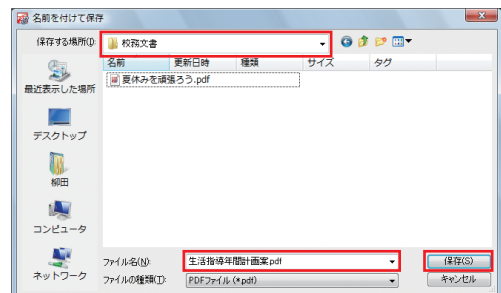 名前を付けて保存
保存する場所(I):
校務文書
名前 更新日時 種類 サイズ タグ
夏休みを頑張ろう.pdf
最近表示した場所
デスクトップ
柳田
コンピュータ
ネットワーク
ファイル名(N): 生活指導年間計画案.pdf 保存(S)
ファイルの種類(T): PDFファイル (*.pdf) キャンセル